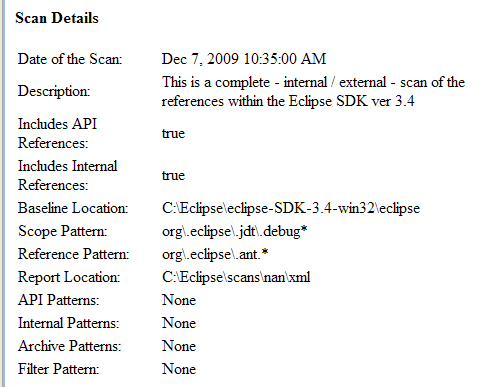 Scan Details
Date of the Scan: Dec 7, 2009 10:35:00 AM
Description: This is a complete - internal / external - scan of the
references within the Eclipse SDK ver 3.4
Includes API
References: true
Includes Internal
References: true
Baseline Location: C:\Eclipse\eclipse-SDK-3.4-win32\eclipse
Scope Pattern: org\.eclipse\.jdt\.debug*
Reference Pattern: org\.eclipse\.ant.*
Report Location: C:\Eclipse\scans\nan\xml
API Patterns: None
Internal Patterns: None
Archive Patterns: None
Filter Pattern: None